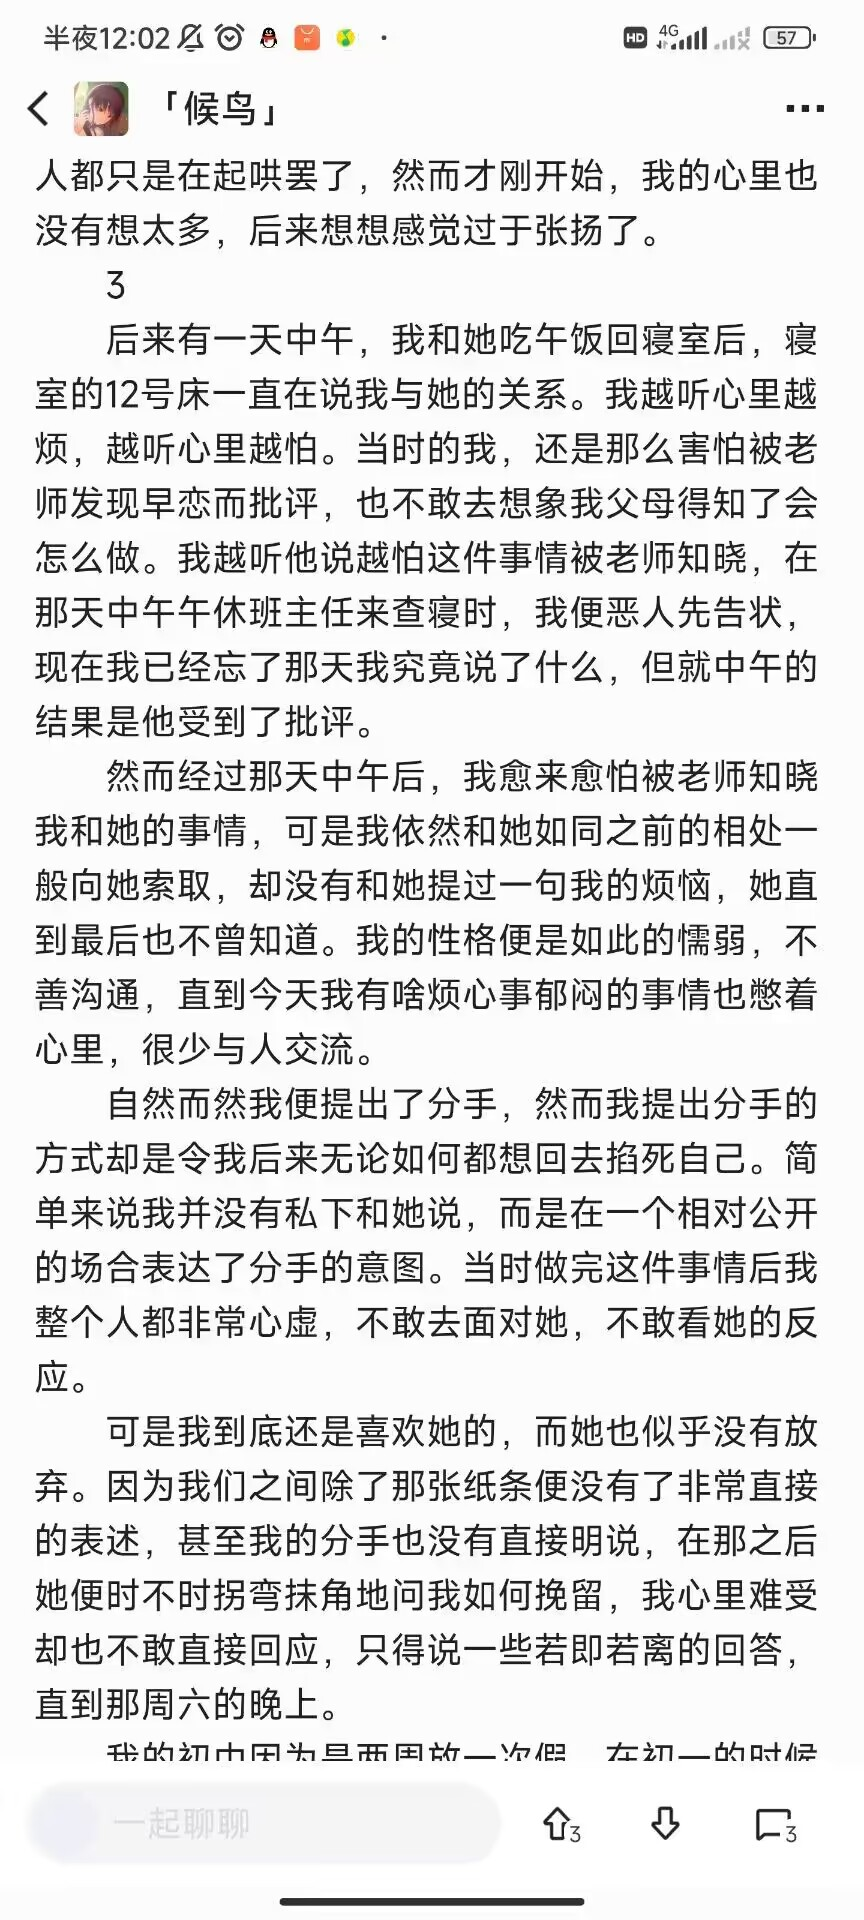 半夜12:02
HD 4G 57
「候鸟」
人都只是在起哄罢了，然而才刚开始，我的心里也
没有想太多，后来想想感觉过于张扬了。
3
后来有一天中午，我和她吃午饭回寝室后，寝
室的12号床一直在说我与她的关系。我越听心里越
烦，越听心里越怕。当时的我，还是那么害怕被老
师发现早恋而批评，也不敢去想象我父母得知了会
怎么做。我越听他说越怕这件事情被老师知晓，在
那天中午午休班主任来查寝时，我便恶人先告状，
现在我已经忘了那天我究竟说了什么，但就中午的
结果是他受到了批评。
然而经过那天中午后，我愈来愈怕被老师知晓
我和她的事情，可是我依然和她如同之前的相处一
般向她索取，却没有和她提过一句我的烦恼，她直
到最后也不曾知道。我的性格便是如此的懦弱，不
善沟通，直到今天我有啥烦心事郁闷的事情也憋着
心里，很少与人交流。
自然而然我便提出了分手，然而我提出分手的
方式却是令我后来无论如何都想回去掐死自己。简
单来说我并没有私下和她说，而是在一个相对公开
的场合表达了分手的意图。当时做完这件事情后我
整个人都非常心虚，不敢去面对她，不敢看她的反
应。
可是我到底还是喜欢她的，而她也似乎没有放
弃。因为我们之间除了那张纸条便没有了非常直接
的表述，甚至我的分手也没有直接明说，在那之后
她便时不时拐弯抹角地问我如何挽留，我心里难受
却也不敢直接回应，只得说一些若即若离的回答，
直到那周六的晚上。
我的初中因为是两周放一次假，在初一的时候
一起聊聊
3
3